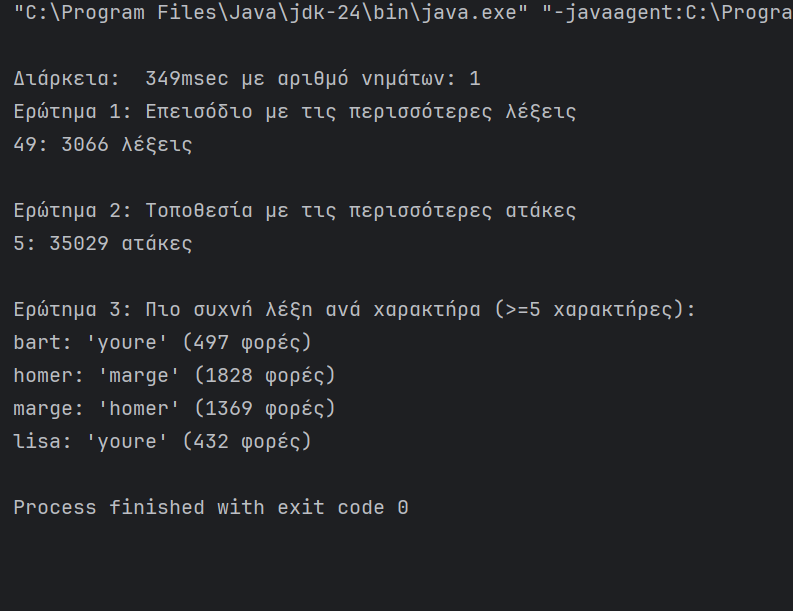 "C:\Program Files\Java\jdk-24\bin\java.exe" "-javaagent:C:\Progra
Διάρκεια:  349msec με αριθμό νημάτων: 1
Ερώτημα 1: Επεισόδιο με τις περισσότερες λέξεις
49: 3066 λέξεις
Ερώτημα 2: Τοποθεσία με τις περισσότερες ατάκες
5: 35029 ατάκες
Ερώτημα 3: Πιο συχνή λέξη ανά χαρακτήρα (>=5 χαρακτήρες):
bart: 'youre' (497 φορές)
homer: 'marge' (1828 φορές)
marge: 'homer' (1369 φορές)
lisa: 'youre' (432 φορές)
Process finished with exit code 0